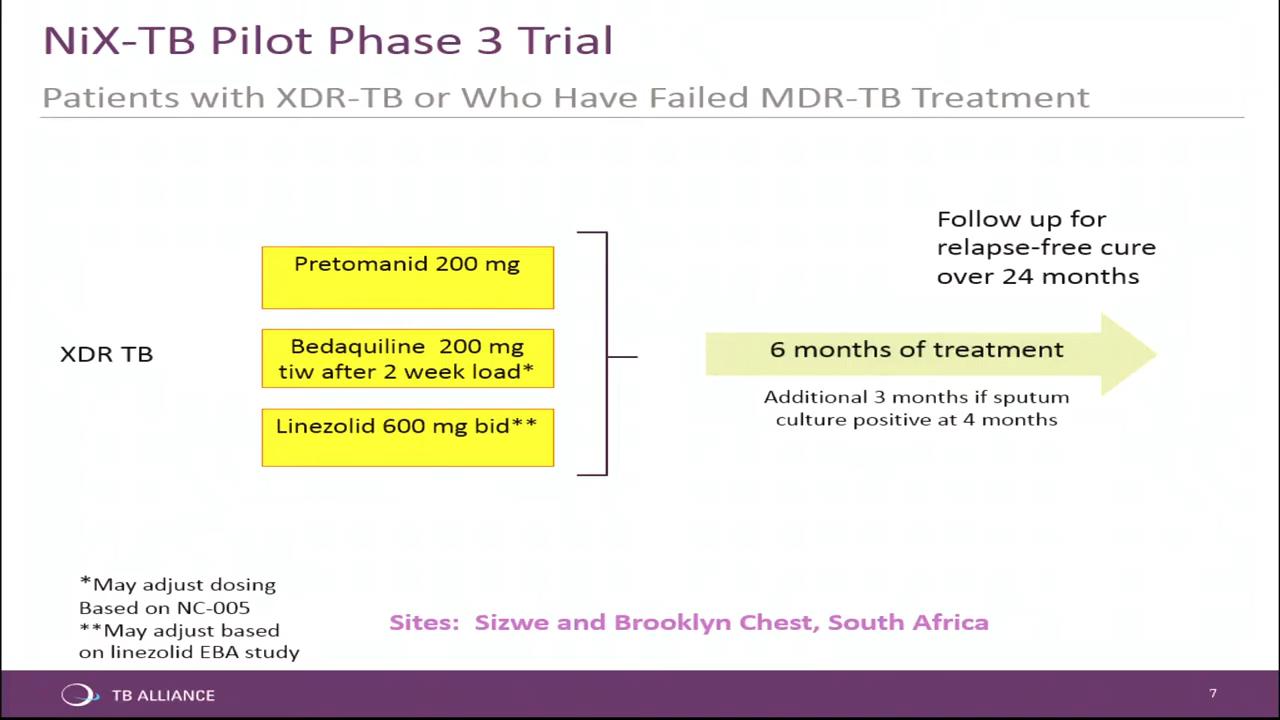 NiX-TB Pilot Phase 3 Trial
Patients with XDR-TB or Who Have Failed MDR-TB Treatment
XDR TB
Pretomanid 200 mg
Bedaquiline 200 mg
tiw after 2 week load*
Linezolid 600 mg bid**
Follow up for
relapse-free cure
over 24 months
6 months of treatment
Additional 3 months if sputum
culture positive at 4 months
*May adjust dosing
Based on NC-005
**May adjust based
on linezolid EBA study
Sites: Sizwe and Brooklyn Chest, South Africa
TB ALLIANCE
7